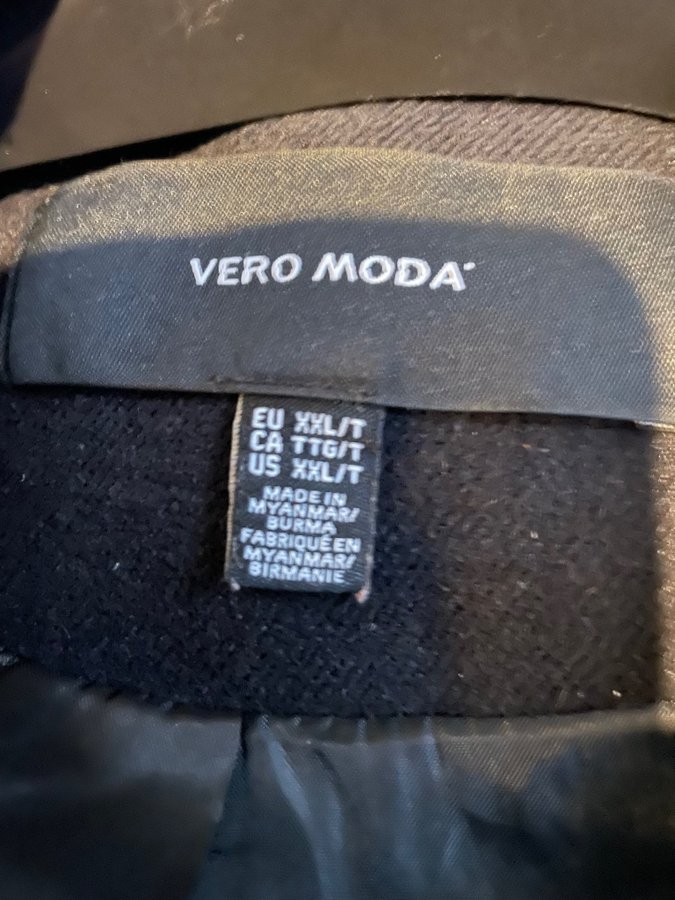 VERO MODA
EU XXL/T
CA TTG/T
US XXL/T
MADE IN
MYANMAR/
BURMA
FABRIQUÉ EN
MYANMAR/
BIRMANIE